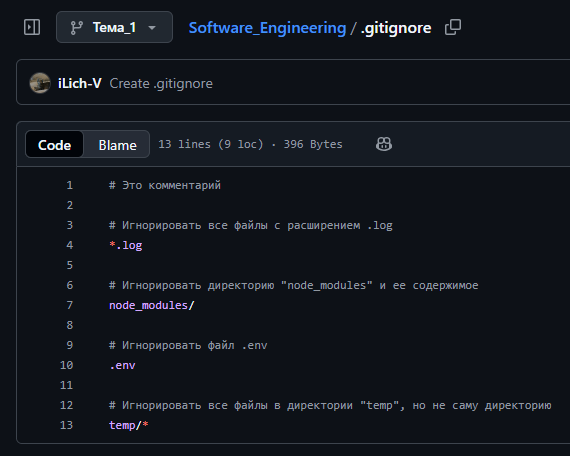 Тема_1 Software_Engineering / .gitignore
iLich-V Create .gitignore
Code Blame 13 lines (9 loc) · 396 Bytes
1 # Это комментарий
2
3 # Игнорировать все файлы с расширением .log
4 *.log
5
6 # Игнорировать директорию "node_modules" и ее содержимое
7 node_modules/
8
9 # Игнорировать файл .env
10 .env
11
12 # Игнорировать все файлы в директории "temp", но не саму директорию
13 temp/*